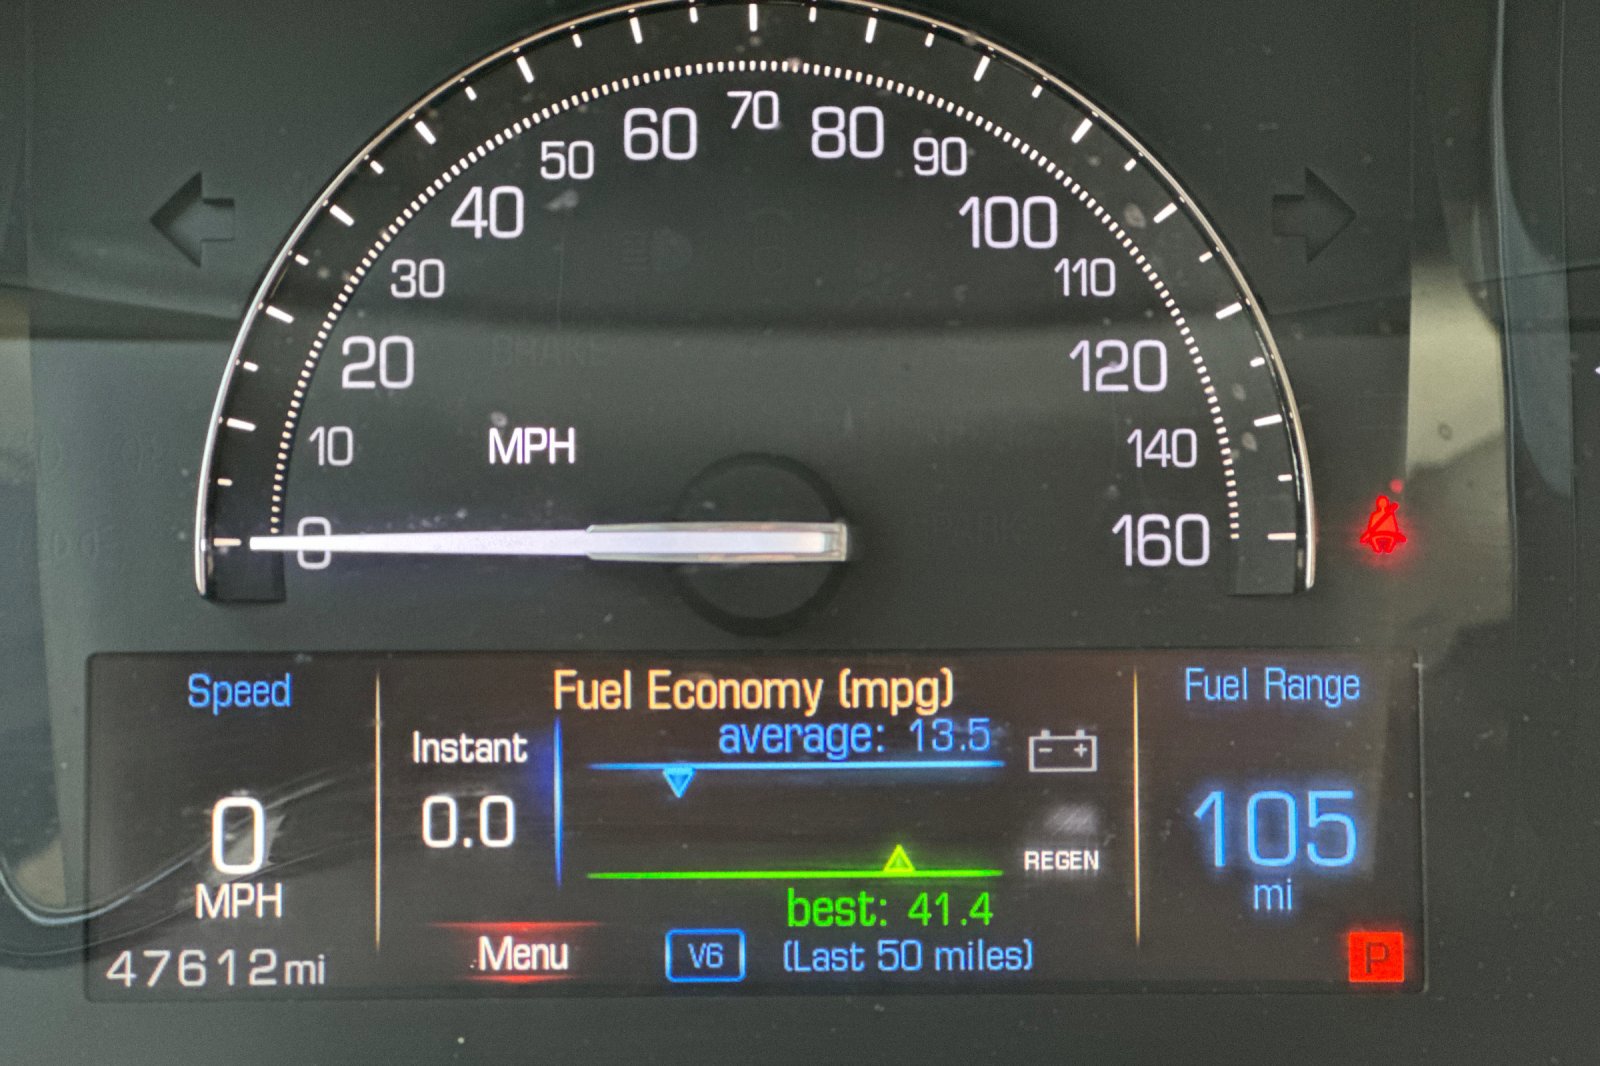 70
60 80
50 90
40 100
30 110
20 120
10 MPH 140
0 160
Speed
Fuel Economy (mpg)
Fuel Range
Instant
average: 13.5
- +
0
0.0
105
MPH
REGEN
mi
best: 41.4
47612 mi
Menu
V6
(Last 50 miles)
P